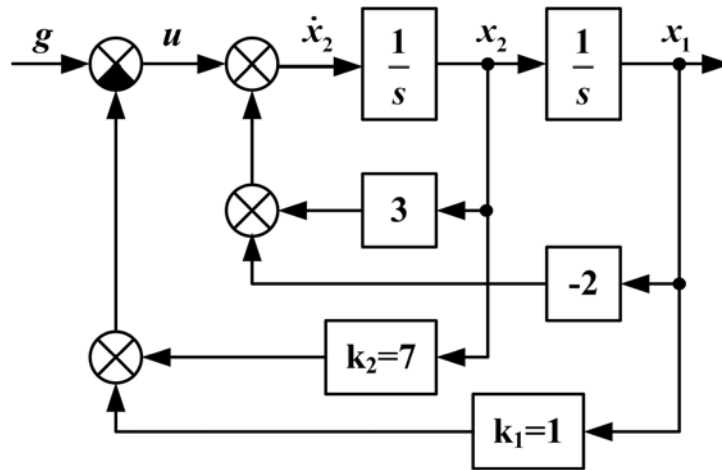 g u ẋ₂ x₂ x₁
1/s 1/s
3
-2
k₂=7
k₁=1